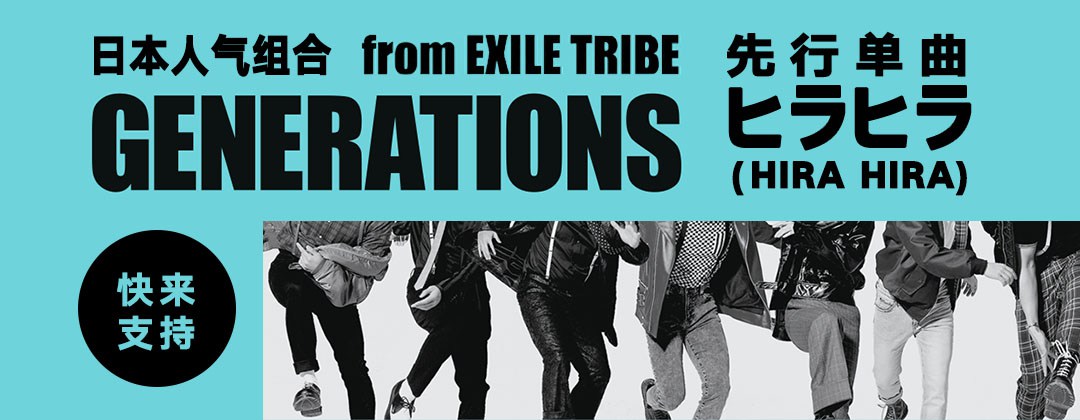 日本人气组合 from EXILE TRIBE
GENERATIONS
先行单曲
ヒラヒラ
(HIRA HIRA)
快来
支持